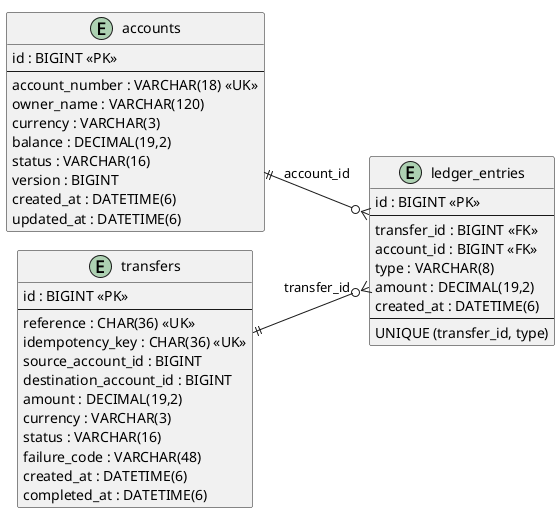 E accounts
id : BIGINT «PK»
account_number : VARCHAR(18) «UK»
owner_name : VARCHAR(120)
currency : VARCHAR(3)
balance : DECIMAL(19,2)
status : VARCHAR(16)
version : BIGINT
created_at : DATETIME(6)
updated_at : DATETIME(6)
E transfers
id : BIGINT «PK»
reference : CHAR(36) «UK»
idempotency_key : CHAR(36) «UK»
source_account_id : BIGINT
destination_account_id : BIGINT
amount : DECIMAL(19,2)
currency : VARCHAR(3)
status : VARCHAR(16)
failure_code : VARCHAR(48)
created_at : DATETIME(6)
completed_at : DATETIME(6)
account_id
transfer_id
E ledger_entries
id : BIGINT «PK»
transfer_id : BIGINT «FK»
account_id : BIGINT «FK»
type : VARCHAR(8)
amount : DECIMAL(19,2)
created_at : DATETIME(6)
UNIQUE (transfer_id, type)